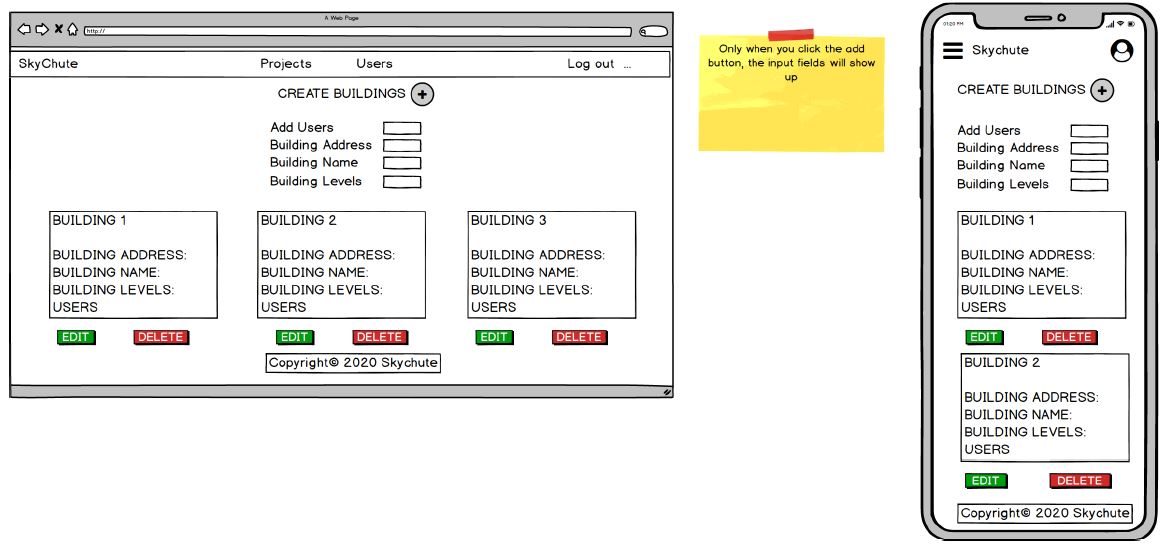 A Web Page
http://
SkyChute Projects Users Log out ...
CREATE BUILDINGS +
Add Users
Building Address
Building Name
Building Levels
BUILDING 1
BUILDING ADDRESS:
BUILDING NAME:
BUILDING LEVELS:
USERS
EDIT DELETE
BUILDING 2
BUILDING ADDRESS:
BUILDING NAME:
BUILDING LEVELS:
USERS
EDIT DELETE
BUILDING 3
BUILDING ADDRESS:
BUILDING NAME:
BUILDING LEVELS:
USERS
EDIT DELETE
Copyright© 2020 Skychute
Only when you click the add
button, the input fields will show
up
01:20 PM
Skychute
CREATE BUILDINGS +
Add Users
Building Address
Building Name
Building Levels
BUILDING 1
BUILDING ADDRESS:
BUILDING NAME:
BUILDING LEVELS:
USERS
EDIT DELETE
BUILDING 2
BUILDING ADDRESS:
BUILDING NAME:
BUILDING LEVELS:
USERS
EDIT DELETE
Copyright© 2020 Skychute